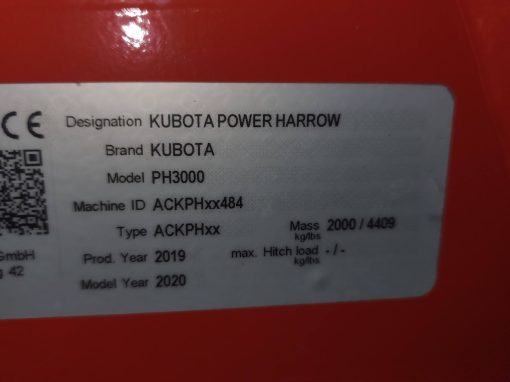 CE
Designation KUBOTA POWER HARROW
Brand KUBOTA
Model PH3000
Machine ID ACKPHxx484
Type ACKPHxx
Mass 2000 / 4409
kg/lbs
Prod. Year 2019
max. Hitch load - / -
kg/lbs
Model Year 2020
GmbH
42